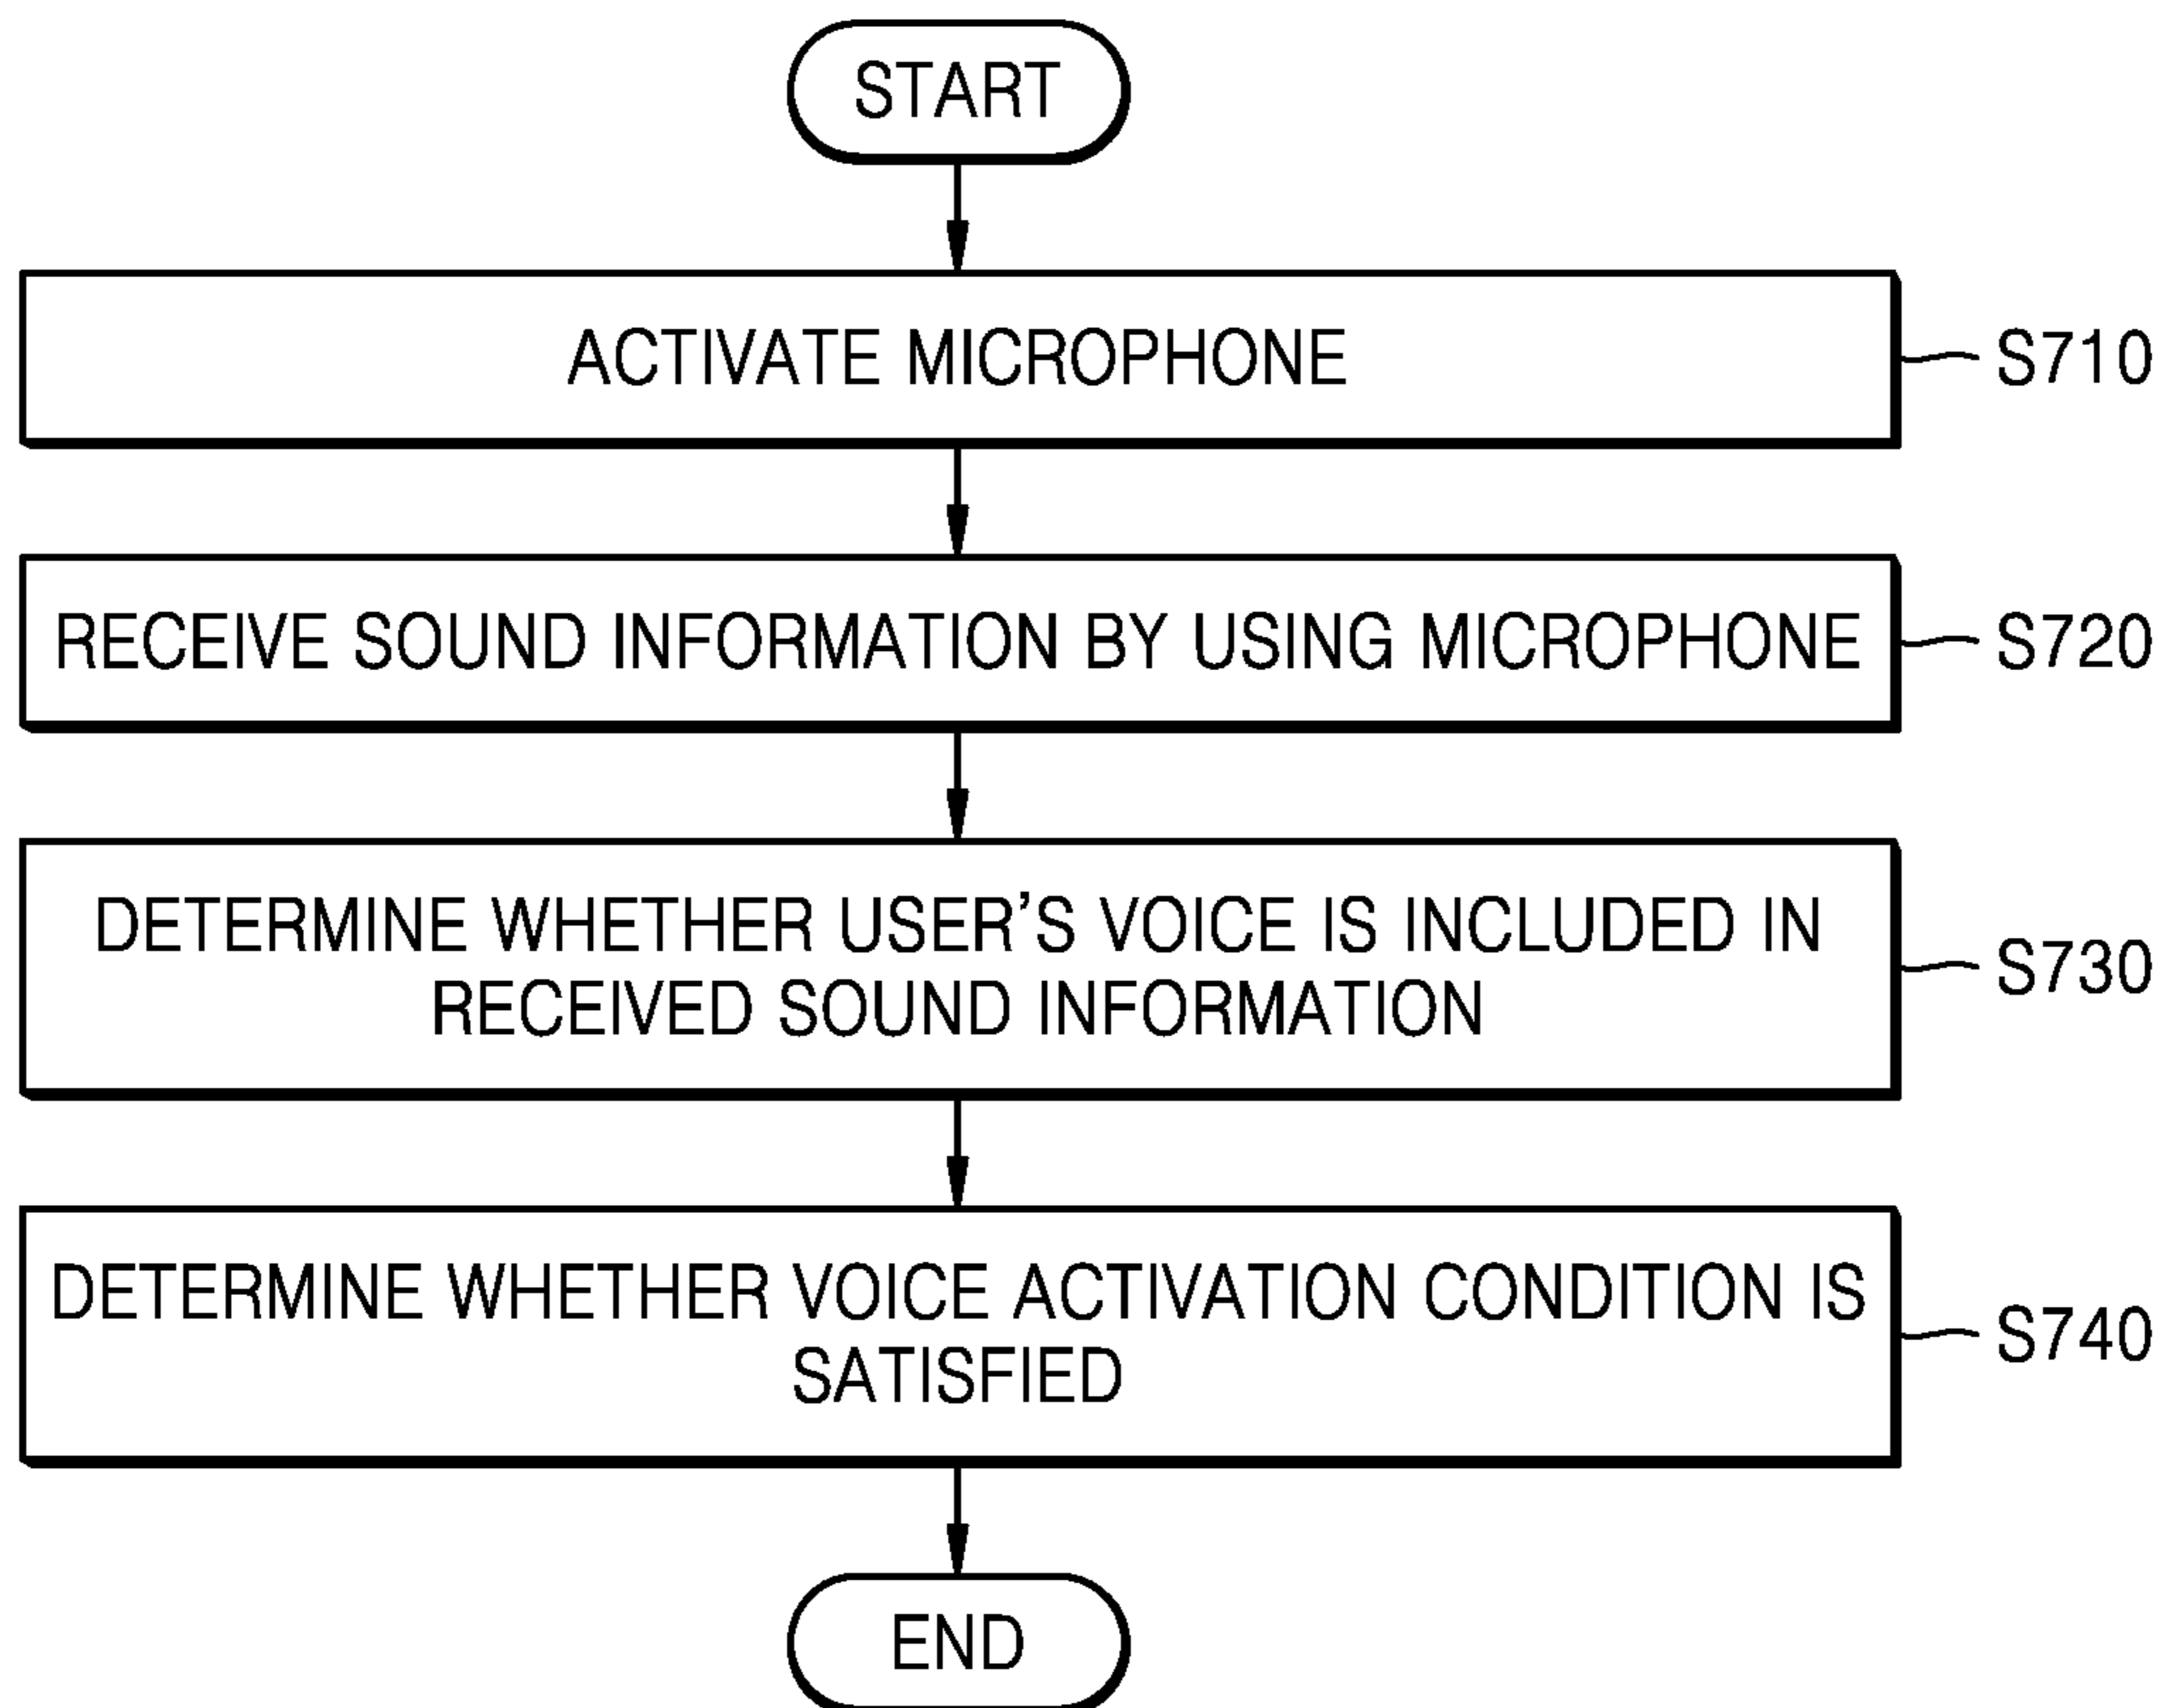 START
ACTIVATE MICROPHONE
S710
RECEIVE SOUND INFORMATION BY USING MICROPHONE
S720
DETERMINE WHETHER USER'S VOICE IS INCLUDED IN
RECEIVED SOUND INFORMATION
S730
DETERMINE WHETHER VOICE ACTIVATION CONDITION IS
SATISFIED
S740
END